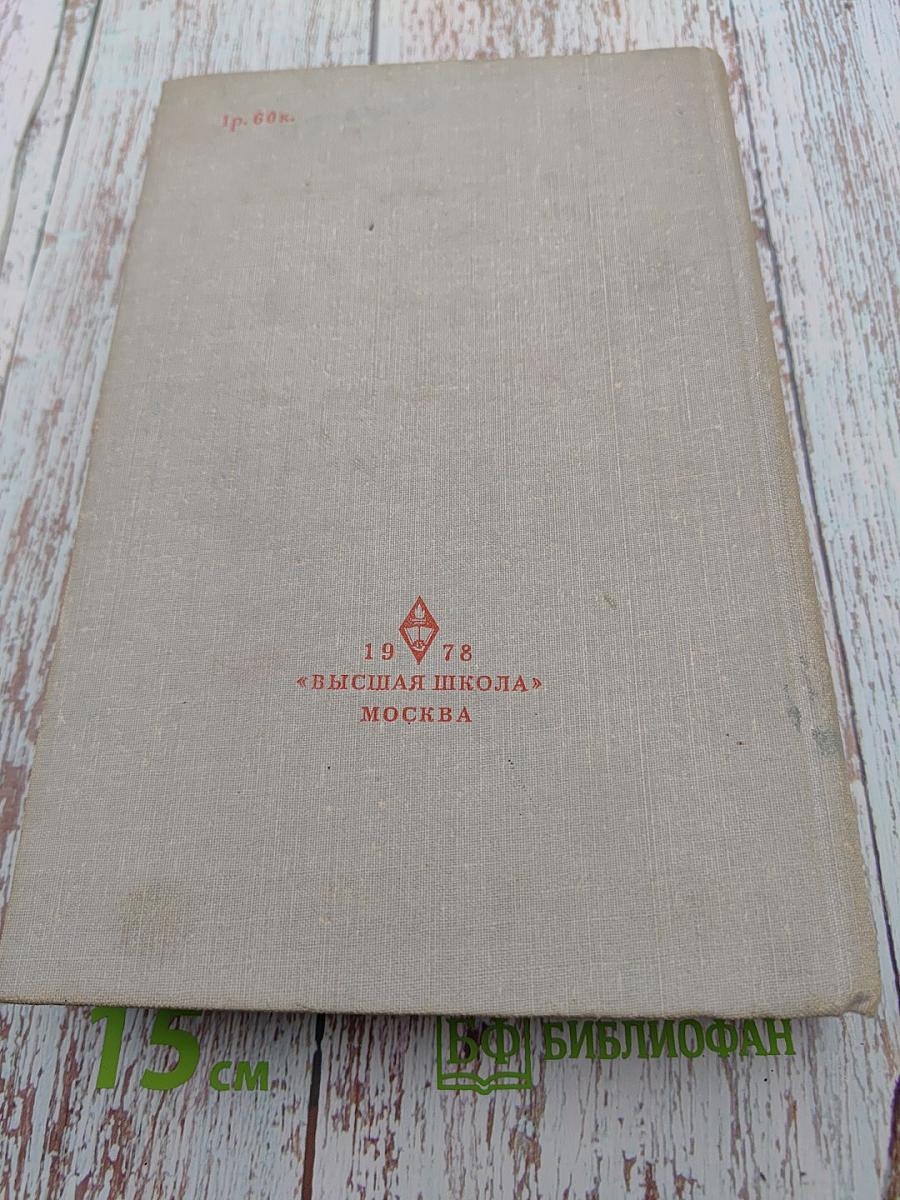 1р. 60к.
19 78
«ВЫСШАЯ ШКОЛА»
МОСКВА
15 см
БФ БИБЛИОФАН